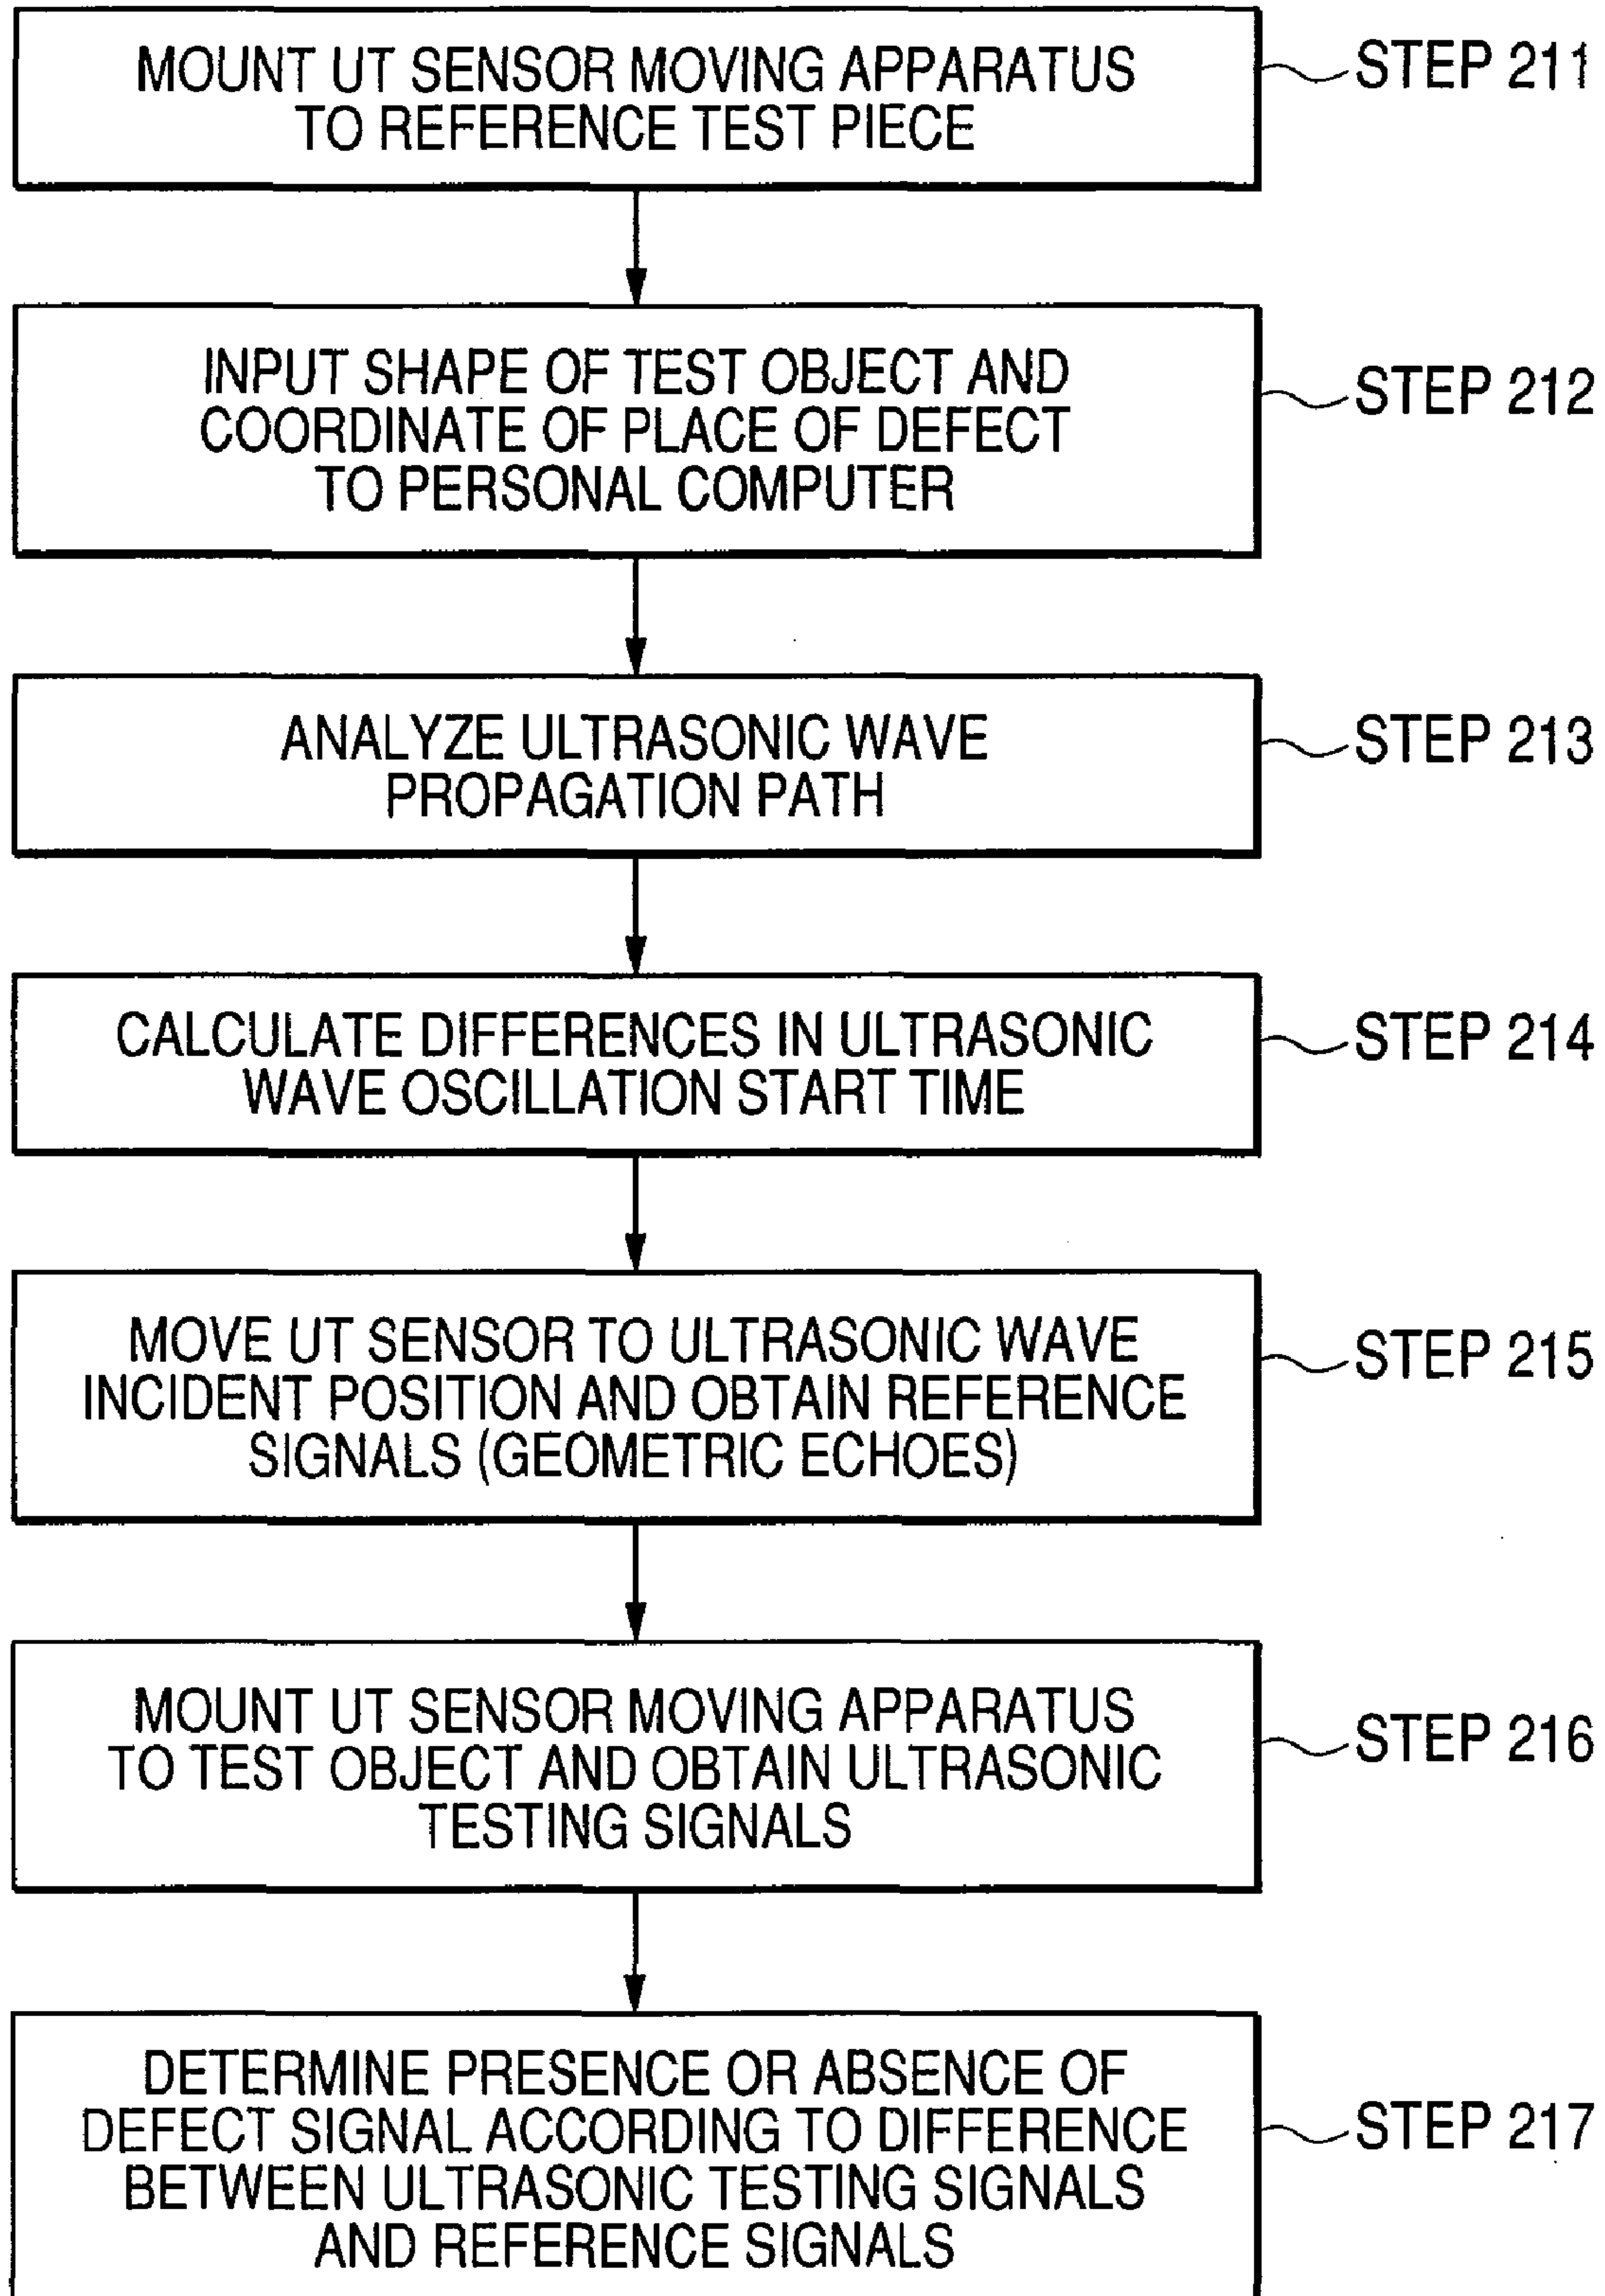 MOUNT UT SENSOR MOVING APPARATUS
TO REFERENCE TEST PIECE
STEP 211
INPUT SHAPE OF TEST OBJECT AND
COORDINATE OF PLACE OF DEFECT
TO PERSONAL COMPUTER
STEP 212
ANALYZE ULTRASONIC WAVE
PROPAGATION PATH
STEP 213
CALCULATE DIFFERENCES IN ULTRASONIC
WAVE OSCILLATION START TIME
STEP 214
MOVE UT SENSOR TO ULTRASONIC WAVE
INCIDENT POSITION AND OBTAIN REFERENCE
SIGNALS (GEOMETRIC ECHOES)
STEP 215
MOUNT UT SENSOR MOVING APPARATUS
TO TEST OBJECT AND OBTAIN ULTRASONIC
TESTING SIGNALS
STEP 216
DETERMINE PRESENCE OR ABSENCE OF
DEFECT SIGNAL ACCORDING TO DIFFERENCE
BETWEEN ULTRASONIC TESTING SIGNALS
AND REFERENCE SIGNALS
STEP 217